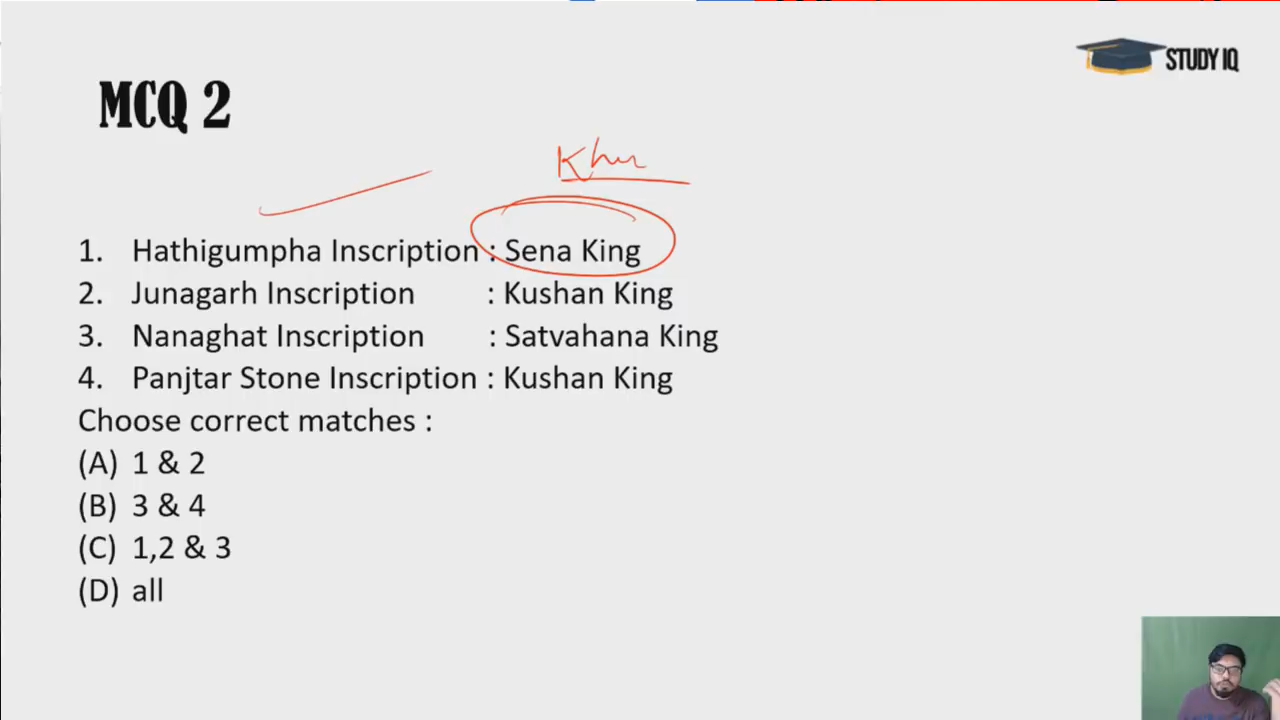 STUDY IQ
MCQ 2
Khr
1. Hathigumpha Inscription : Sena King
2. Junagarh Inscription : Kushan King
3. Nanaghat Inscription : Satvahana King
4. Panjtar Stone Inscription : Kushan King
Choose correct matches :
(A) 1 & 2
(B) 3 & 4
(C) 1,2 & 3
(D) all